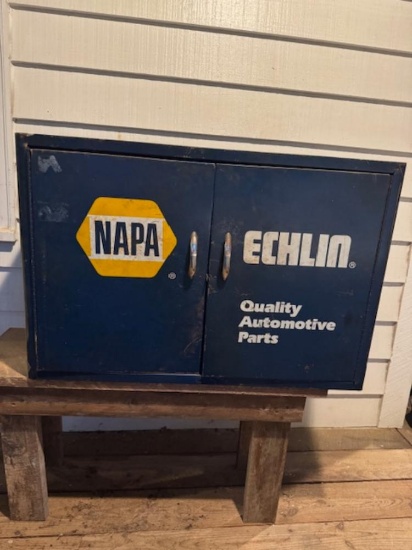 NAPA
®
ECHLIN®
Quality
Automotive
Parts